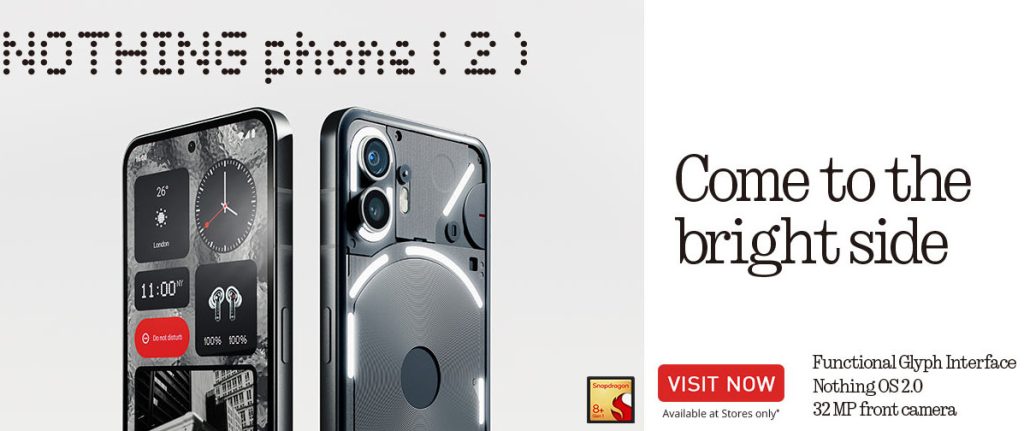 NOTHING phone (2)
26°
London
11:00 NY
Do not disturb
100% 100%
Snapdragon
8+
Gen 1
Come to the
bright side
VISIT NOW
Available at Stores only*
Functional Glyph Interface
Nothing OS 2.0
32 MP front camera